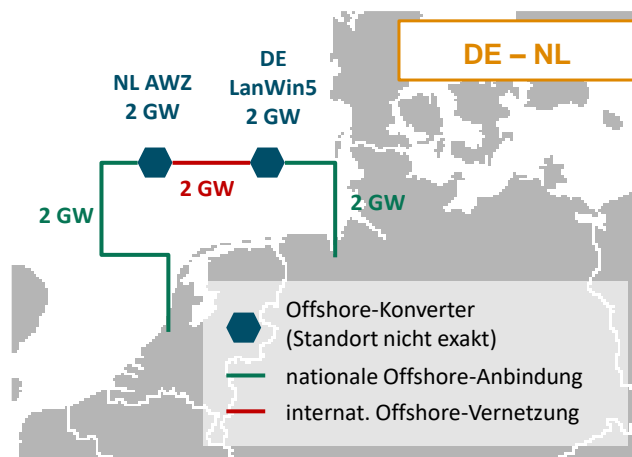 DE – NL
NL AWZ
2 GW
DE
LanWin5
2 GW
2 GW
2 GW
2 GW
Offshore-Konverter
(Standort nicht exakt)
nationale Offshore-Anbindung
internat. Offshore-Vernetzung